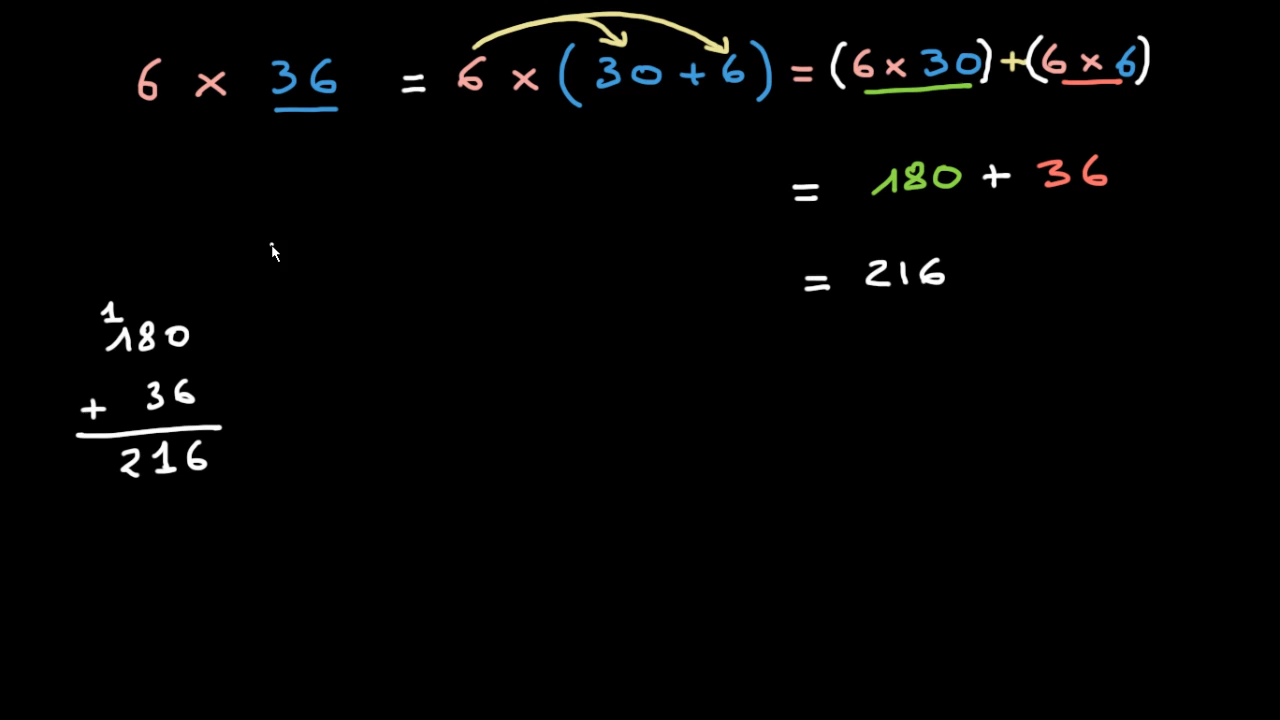 6 × 36 = 6 × (30 + 6) = (6 × 30) + (6 × 6)
= 180 + 36
= 216
1
180
+ 36
216